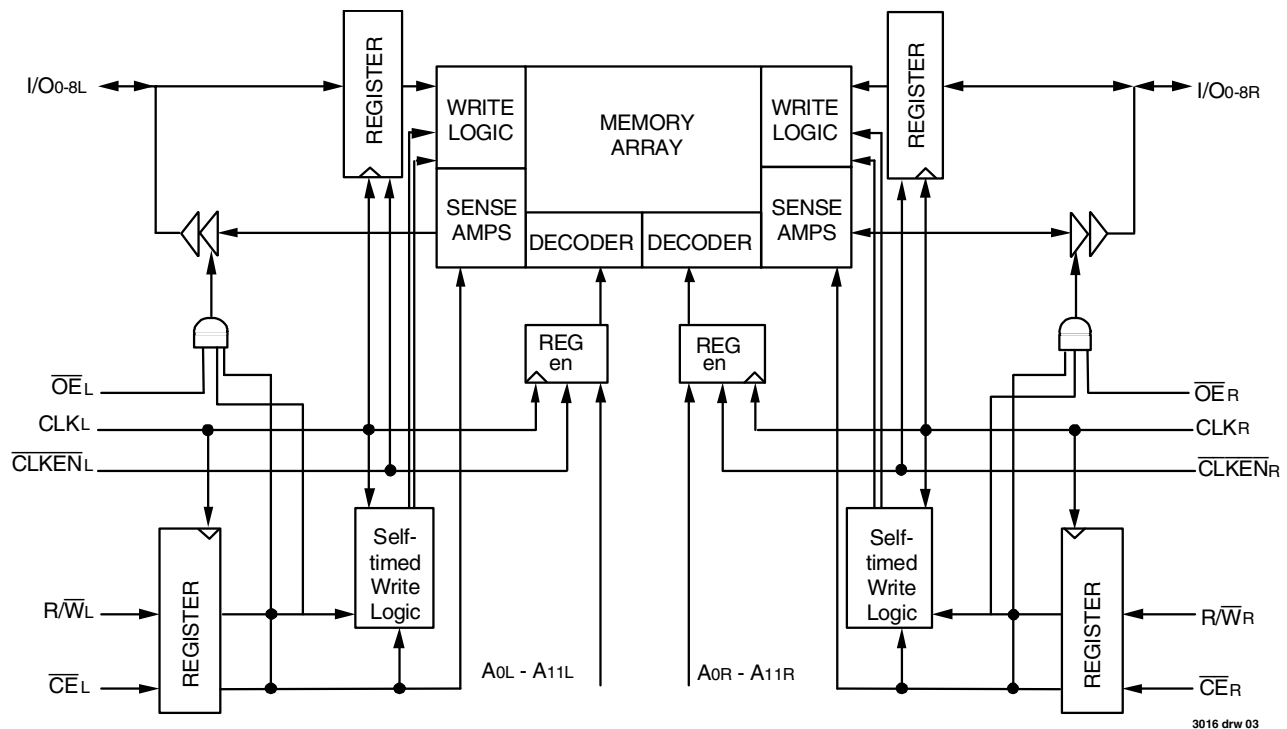 I/O0-8L
REGISTER
WRITE
LOGIC
MEMORY
ARRAY
WRITE
LOGIC
REGISTER
I/O0-8R
SENSE
AMPS
DECODER
DECODER
SENSE
AMPS
REG
en
REG
en
OEL
CLKL
CLKENL
OER
CLKR
CLKENR
Self-
timed
Write
Logic
Self-
timed
Write
Logic
REGISTER
REGISTER
R/WL
CEL
A0L - A11L
A0R - A11R
R/WR
CER
3016 drw 03